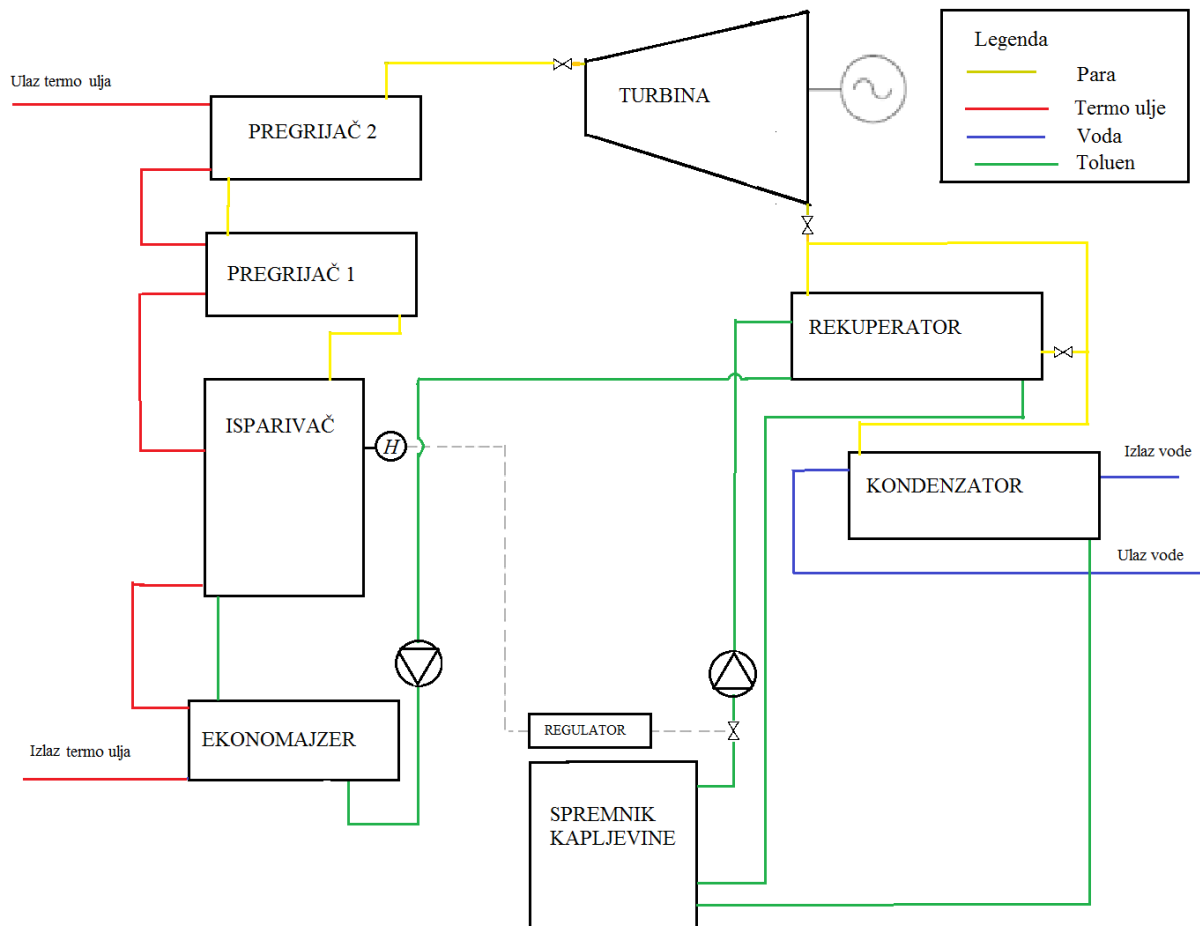 Legenda
Para
Termo ulje
Voda
Toluen
Ulaz termo ulja
PREGRIJAČ 2
TURBINA
PREGRIJAČ 1
REKUPERATOR
ISPARIVAČ
H
KONDENZATOR
Izlaz vode
Ulaz vode
REGULATOR
EKONOMAJZER
Izlaz termo ulja
SPREMNIK
KAPLJEVINE